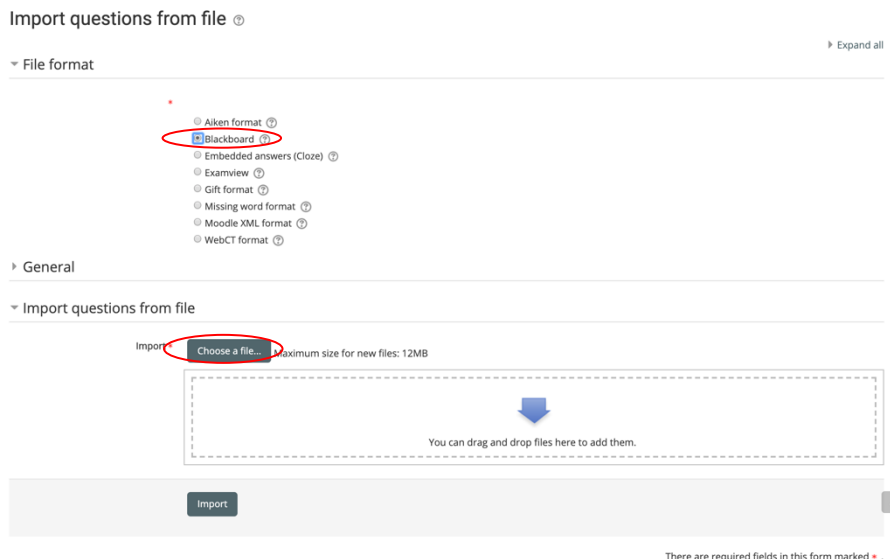 Import questions from file
Expand all
File format
*
Aiken format
Blackboard
Embedded answers (Cloze)
Examview
Gift format
Missing word format
Moodle XML format
WebCT format
General
Import questions from file
Import * Choose a file... Maximum size for new files: 12MB
You can drag and drop files here to add them.
Import
There are required fields in this form marked * .